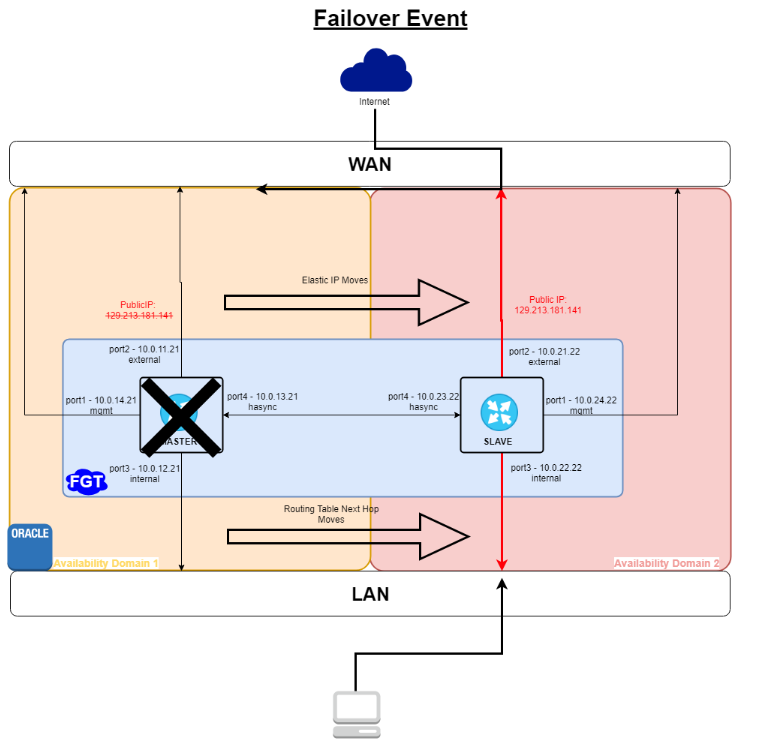 Failover Event
Internet
WAN
Elastic IP Moves
PublicIP:
129.213.181.141
Public IP:
129.213.181.141
port2 - 10.0.11.21
external
port2 - 10.0.21.22
external
port1 - 10.0.14.21
mgmt
port4 - 10.0.13.21
hasync
port4 - 10.0.23.22
hasync
port1 - 10.0.24.22
mgmt
MASTER
SLAVE
port3 - 10.0.12.21
internal
port3 - 10.0.22.22
internal
FGT
Routing Table Next Hop
Moves
ORACLE
Availability Domain 1
Availability Domain 2
LAN